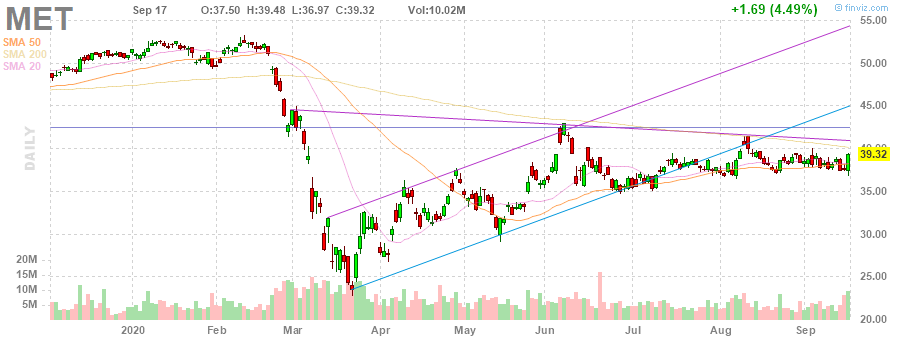 MET Sep 17 O:37.50 H:39.48 L:36.97 C:39.32 Vol:10.02M +1.69 (4.49%) © finviz.com
SMA 50
SMA 200
SMA 20
DAILY
55.00
50.00
45.00
39.32
35.00
30.00
25.00
20.00
20M
15M
10M
5M
2020 Feb Mar Apr May Jun Jul Aug Sep